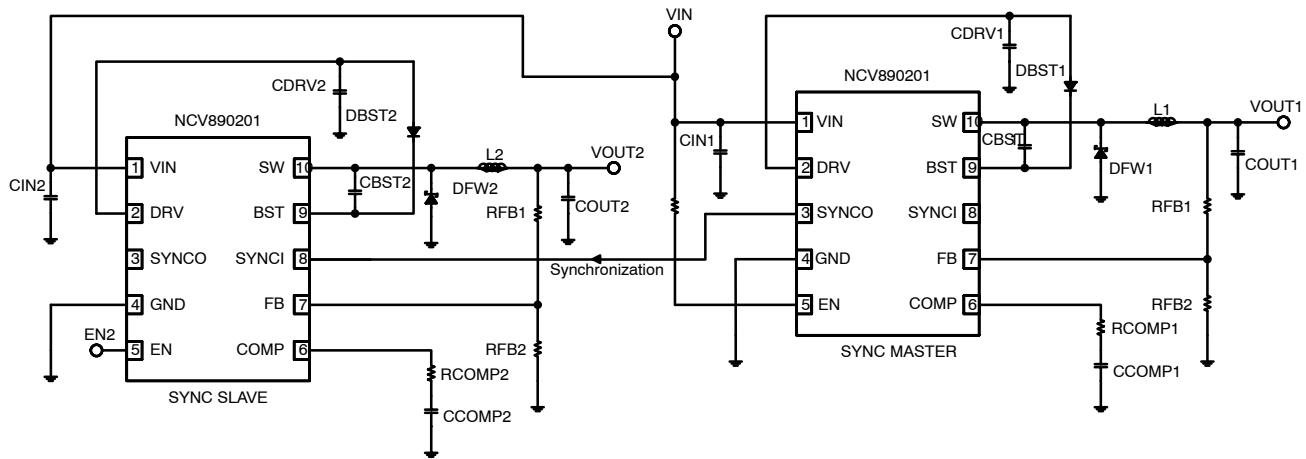 VIN
CDRV1
DBST1
NCV890201
L1
VOUT1
1 VIN
SW 10
CIN1
CBST
DFW1
COUT1
2 DRV
BST 9
3 SYNCO
SYNCI 8
RFB1
4 GND
FB 7
5 EN
COMP 6
RFB2
RCOMP1
CCOMP1
SYNC MASTER
CDRV2
DBST2
NCV890201
L2
VOUT2
1 VIN
SW 10
CIN2
CBST2
DFW2
COUT2
2 DRV
BST 9
RFB1
3 SYNCO
SYNCI 8
Synchronization
4 GND
FB 7
EN2
5 EN
COMP 6
RFB2
RCOMP2
CCOMP2
SYNC SLAVE